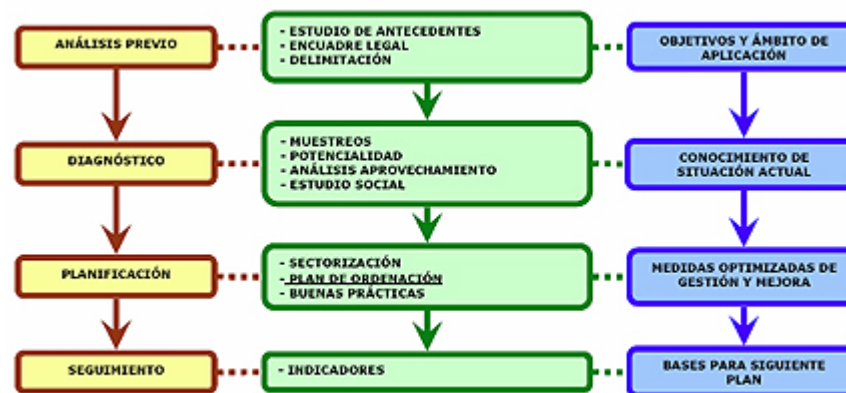 ANÁLISIS PREVIO
- ESTUDIO DE ANTECEDENTES
- ENCUADRE LEGAL
- DELIMITACIÓN
OBJETIVOS Y ÁMBITO DE
APLICACIÓN
DIAGNÓSTICO
- MUESTREOS
- POTENCIALIDAD
- ANÁLISIS APROVECHAMIENTO
- ESTUDIO SOCIAL
CONOCIMIENTO DE
SITUACIÓN ACTUAL
PLANIFICACIÓN
- SECTORIZACIÓN
- PLAN DE ORDENACIÓN
- BUENAS PRÁCTICAS
MEDIDAS OPTIMIZADAS DE
GESTIÓN Y MEJORA
SEGUIMIENTO
- INDICADORES
BASES PARA SIGUIENTE
PLAN